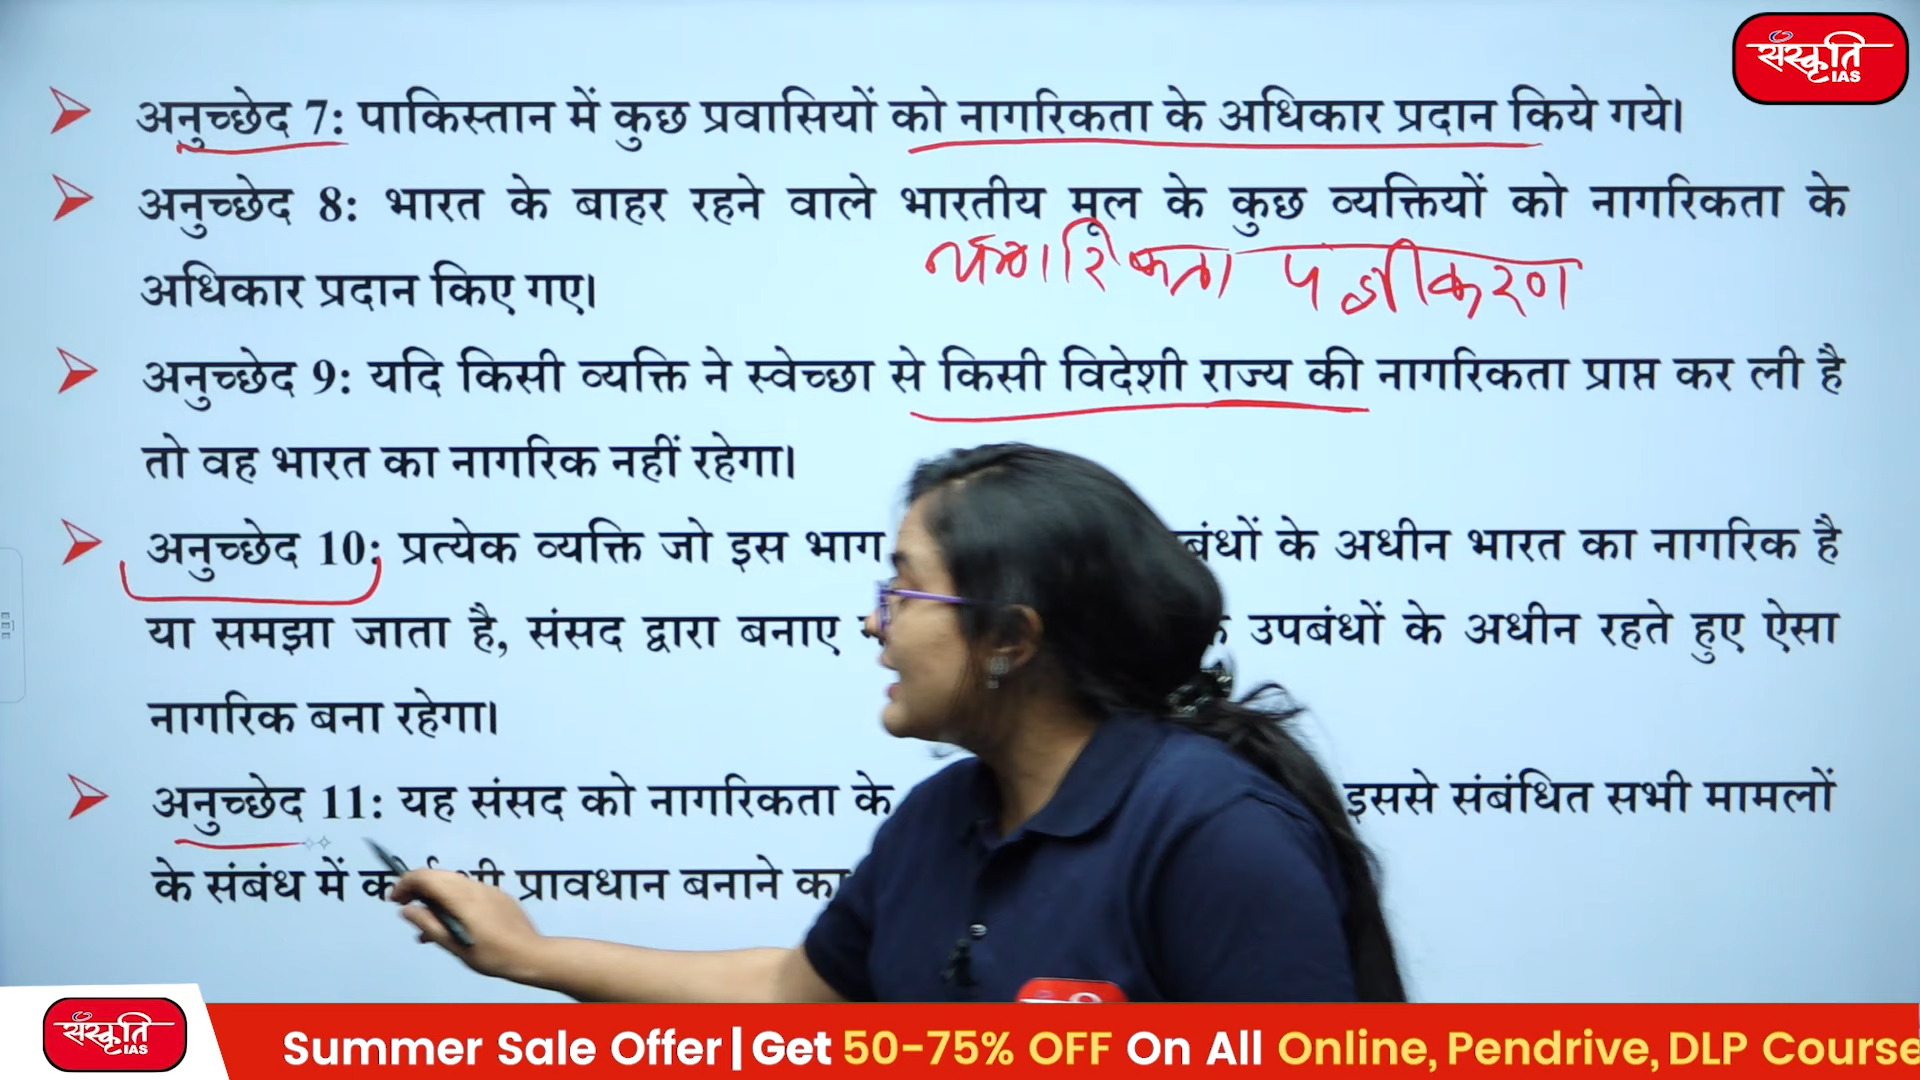 संस्कृति
IAS
अनुच्छेद 7: पाकिस्तान में कुछ प्रवासियों को नागरिकता के अधिकार प्रदान किये गये।
अनुच्छेद 8: भारत के बाहर रहने वाले भारतीय मूल के कुछ व्यक्तियों को नागरिकता के
अधिकार प्रदान किए गए।
नागरिकता पंजीकरण
अनुच्छेद 9: यदि किसी व्यक्ति ने स्वेच्छा से किसी विदेशी राज्य की नागरिकता प्राप्त कर ली है
तो वह भारत का नागरिक नहीं रहेगा।
अनुच्छेद 10: प्रत्येक व्यक्ति जो इस भाग बंधों के अधीन भारत का नागरिक है
या समझा जाता है, संसद द्वारा बनाए उपबंधों के अधीन रहते हुए ऐसा
नागरिक बना रहेगा।
अनुच्छेद 11: यह संसद को नागरिकता के इससे संबंधित सभी मामलों
के संबंध में प्रावधान बनाने का
संस्कृति
IAS
Summer Sale Offer | Get 50-75% OFF On All Online, Pendrive, DLP Course